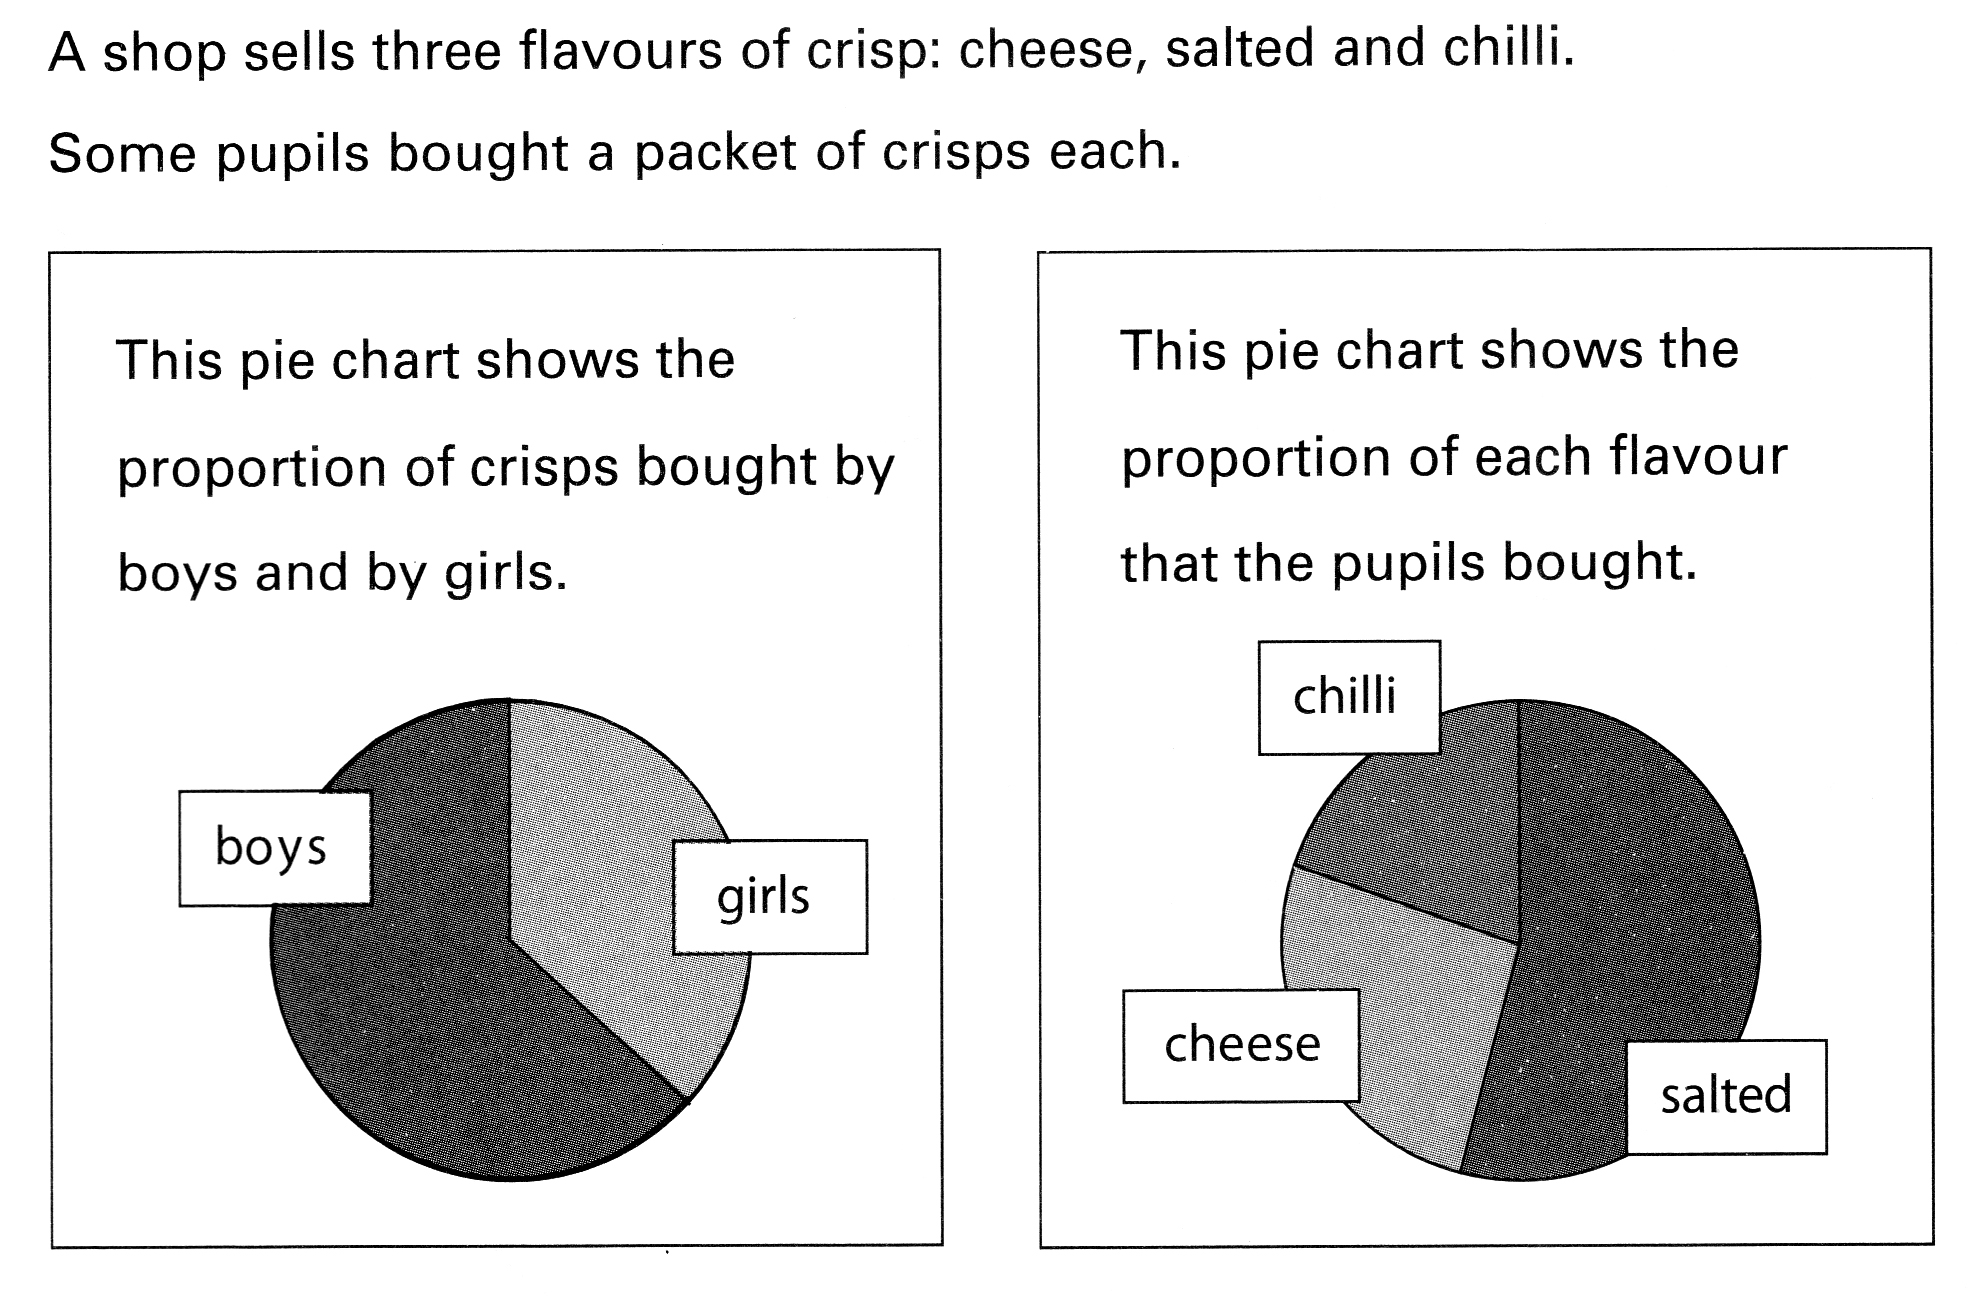 A shop sells three flavours of crisp: cheese, salted and chilli.
Some pupils bought a packet of crisps each.
This pie chart shows the
proportion of crisps bought by
boys and by girls.
boys
girls
This pie chart shows the
proportion of each flavour
that the pupils bought.
chilli
cheese
salted